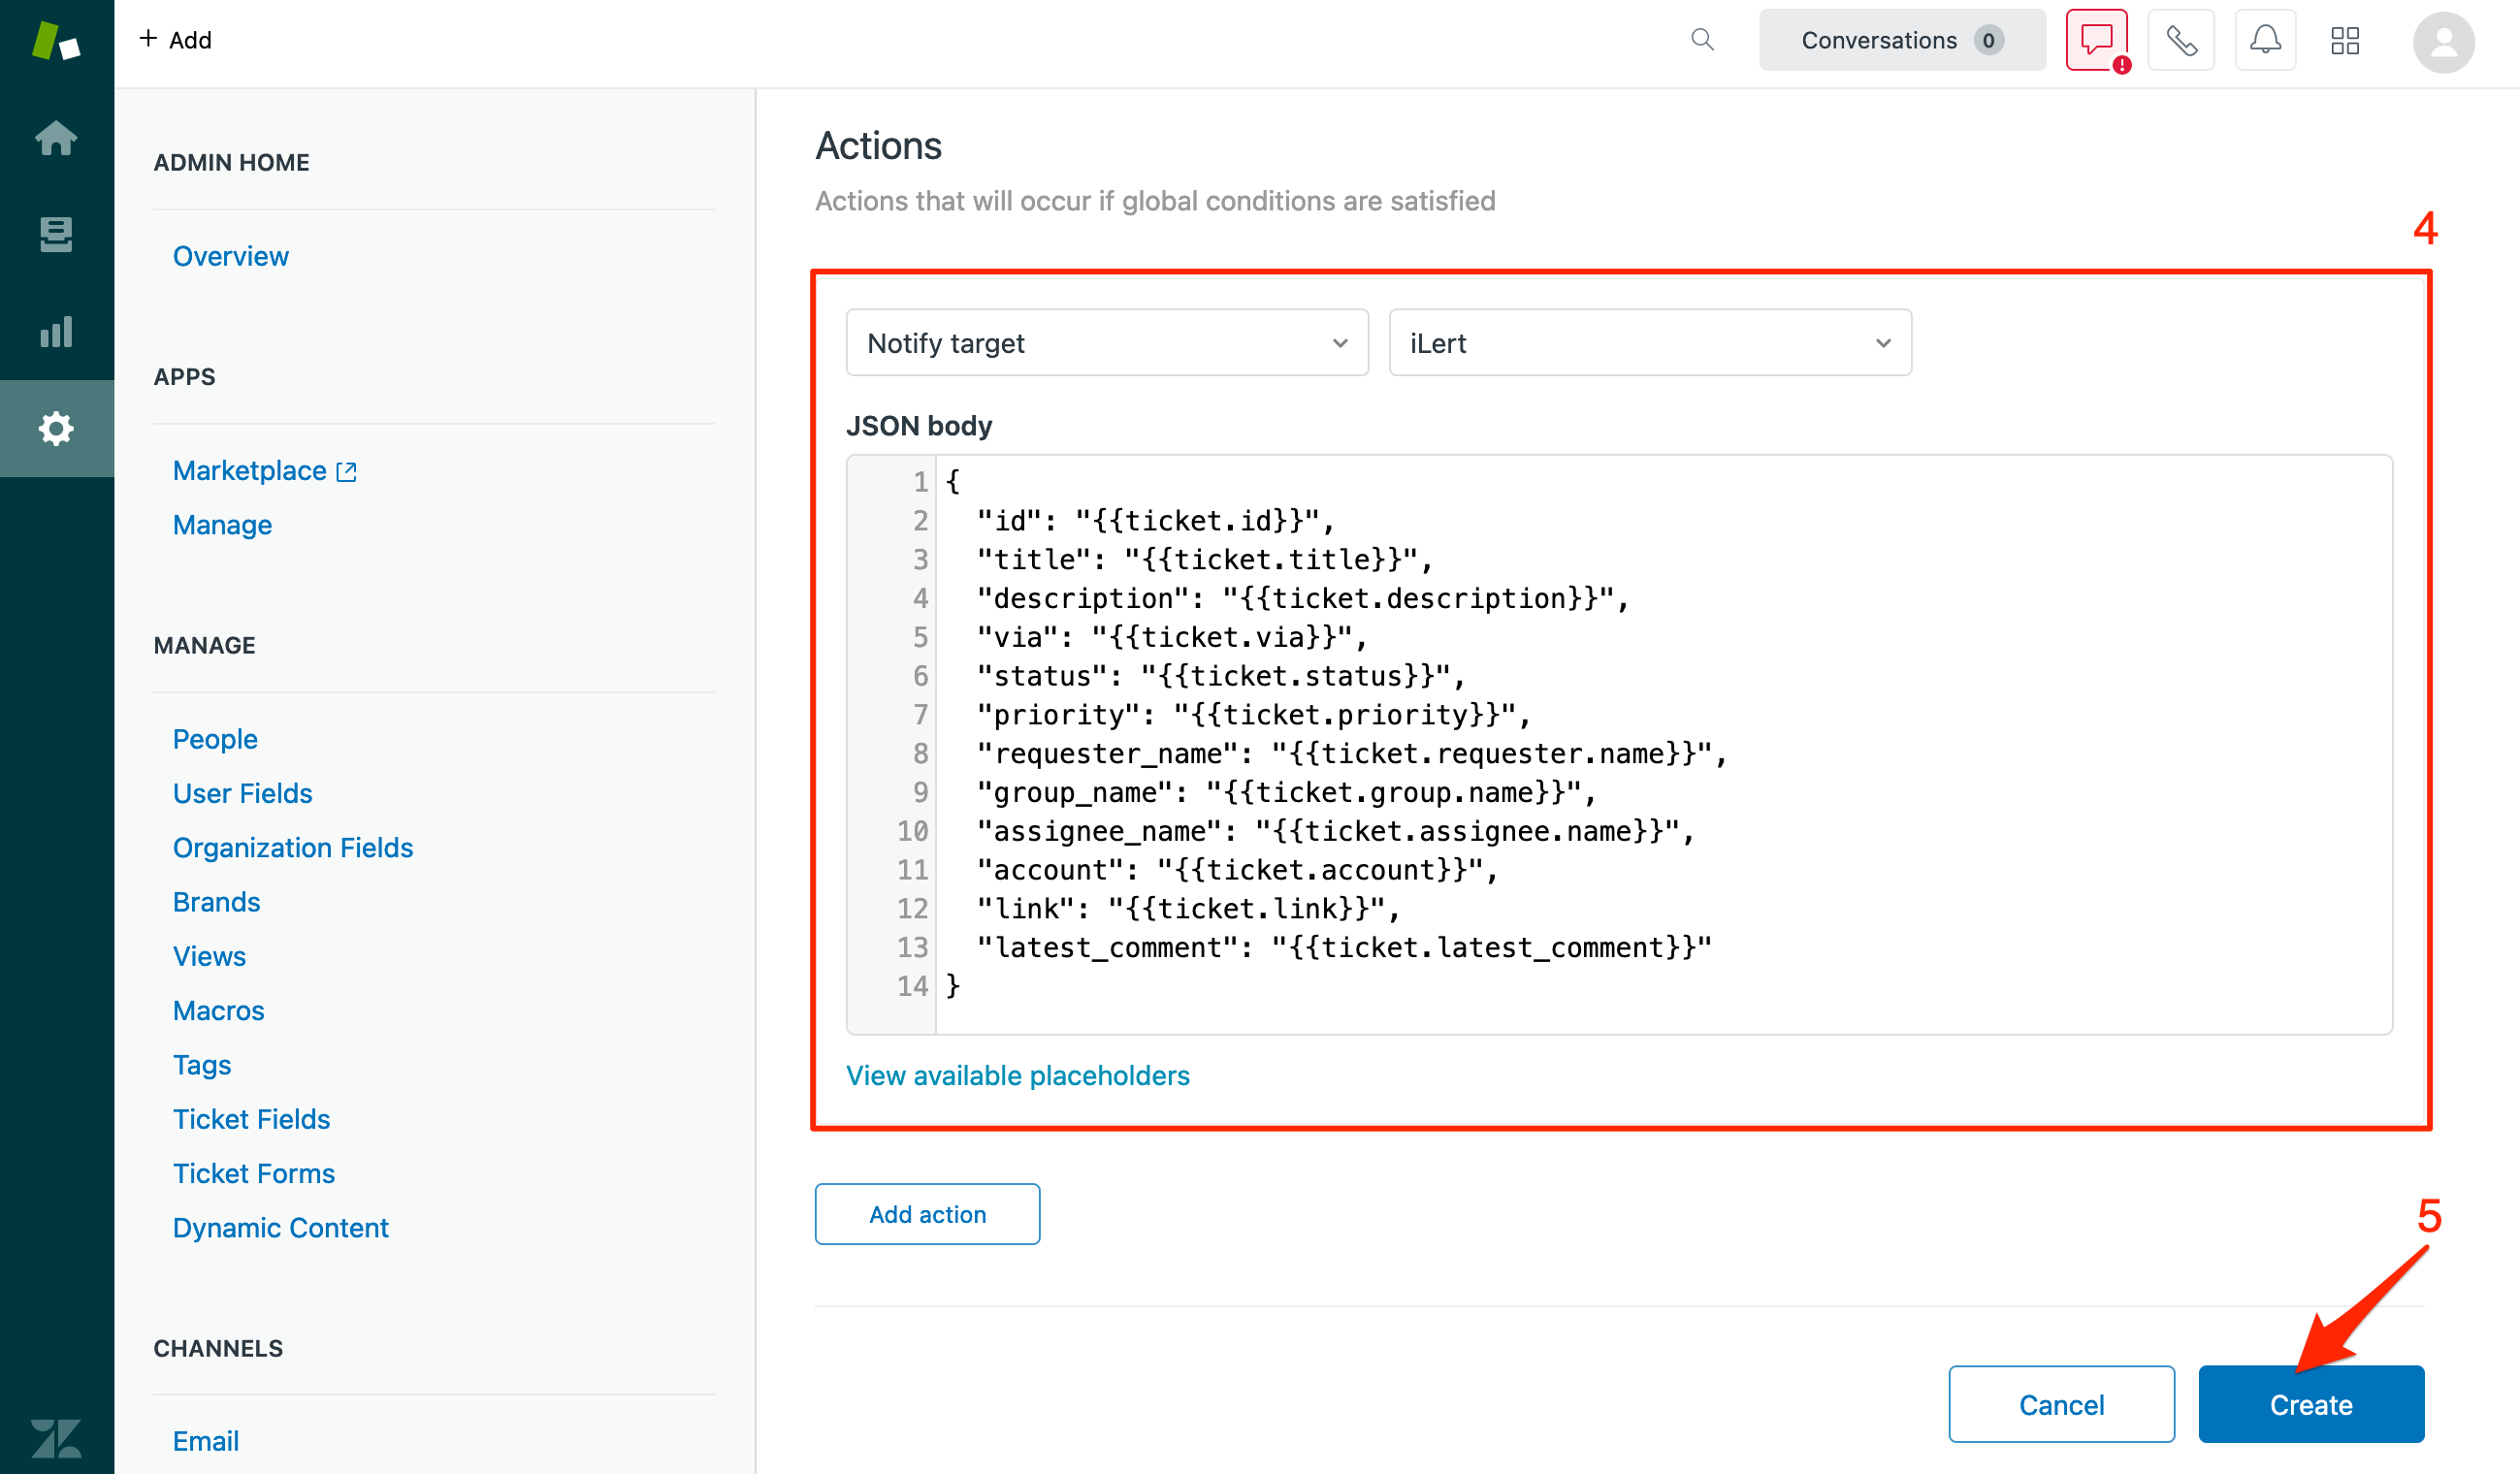 + Add
Conversations 0
ADMIN HOME
Overview
APPS
Marketplace
Manage
MANAGE
People
User Fields
Organization Fields
Brands
Views
Macros
Tags
Ticket Fields
Ticket Forms
Dynamic Content
CHANNELS
Email
Actions
Actions that will occur if global conditions are satisfied
4
Notify target
iLert
JSON body
1 {
2 "id": "{{ticket.id}}",
3 "title": "{{ticket.title}}",
4 "description": "{{ticket.description}}",
5 "via": "{{ticket.via}}",
6 "status": "{{ticket.status}}",
7 "priority": "{{ticket.priority}}",
8 "requester_name": "{{ticket.requester.name}}",
9 "group_name": "{{ticket.group.name}}",
10 "assignee_name": "{{ticket.assignee.name}}",
11 "account": "{{ticket.account}}",
12 "link": "{{ticket.link}}",
13 "latest_comment": "{{ticket.latest_comment}}"
14 }
View available placeholders
Add action
5
Cancel
Create